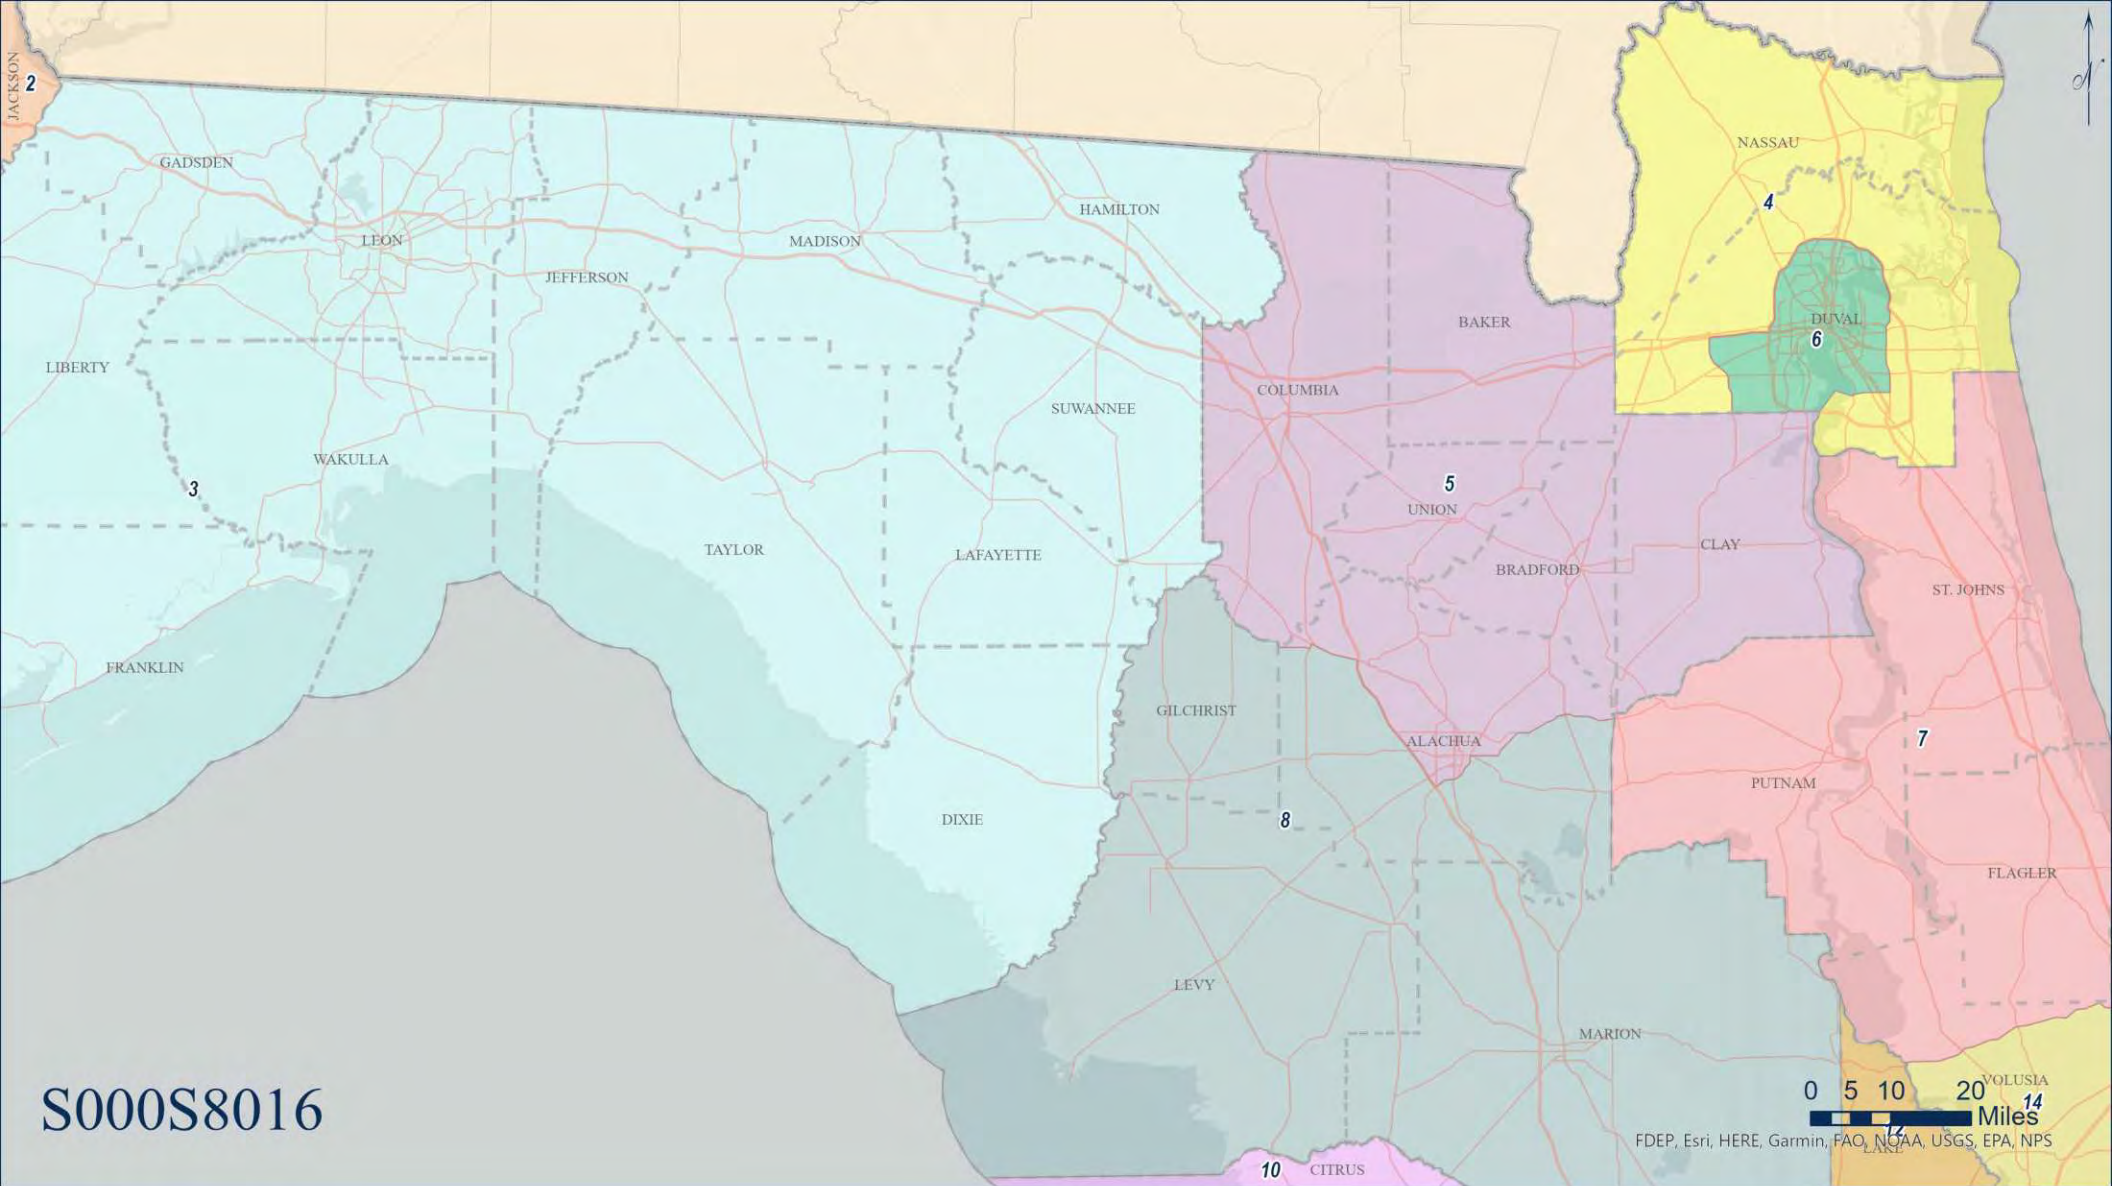 JACKSON
2
N
GADSDEN
NASSAU
4
HAMILTON
LEON
MADISON
JEFFERSON
BAKER
DUVAL
6
LIBERTY
COLUMBIA
SUWANNEE
WAKULLA
3
5
UNION
TAYLOR
LAFAYETTE
CLAY
BRADFORD
ST. JOHNS
FRANKLIN
GILCHRIST
7
ALACHUA
PUTNAM
DIXIE
8
FLAGLER
LEVY
MARION
S000S8016
0 5 10 20
VOLUSIA
14
Miles
12
FDEP, Esri, HERE, Garmin, FAO, NOAA, USGS, EPA, NPS
LAKE
10
CITRUS